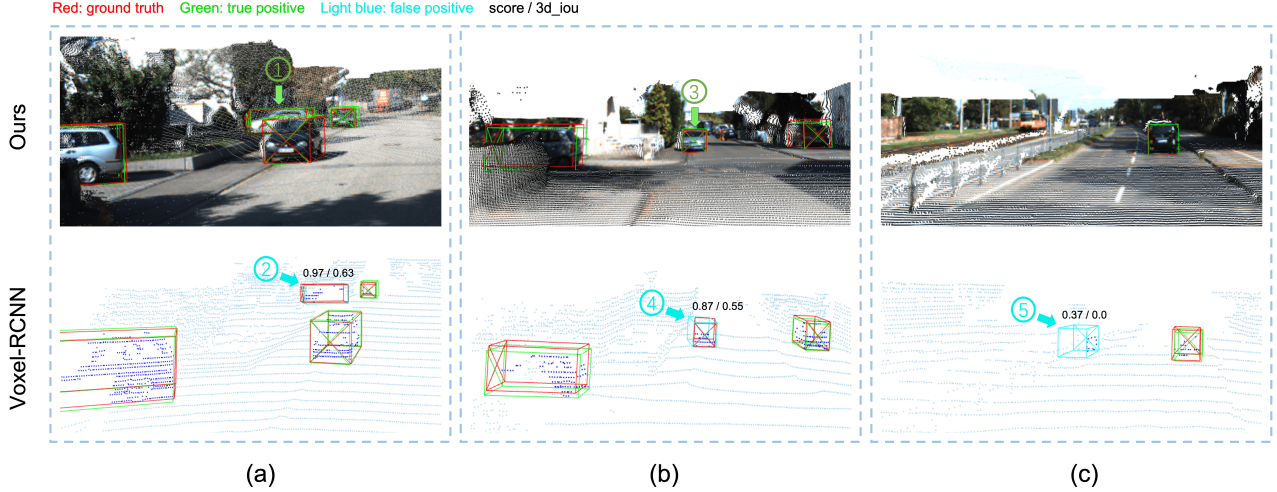 Red: ground truth Green: true positive Light blue: false positive score / 3d_iou
Ours
①
③
Voxel-RCNN
②
0.97 / 0.63
④
0.87 / 0.55
⑤
0.37 / 0.0
(a)
(b)
(c)